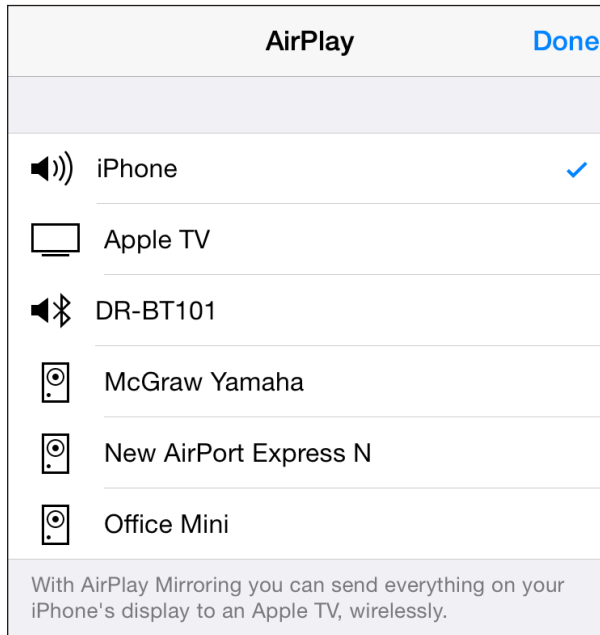 AirPlay Done
iPhone
Apple TV
DR-BT101
McGraw Yamaha
New AirPort Express N
Office Mini
With AirPlay Mirroring you can send everything on your
iPhone's display to an Apple TV, wirelessly.